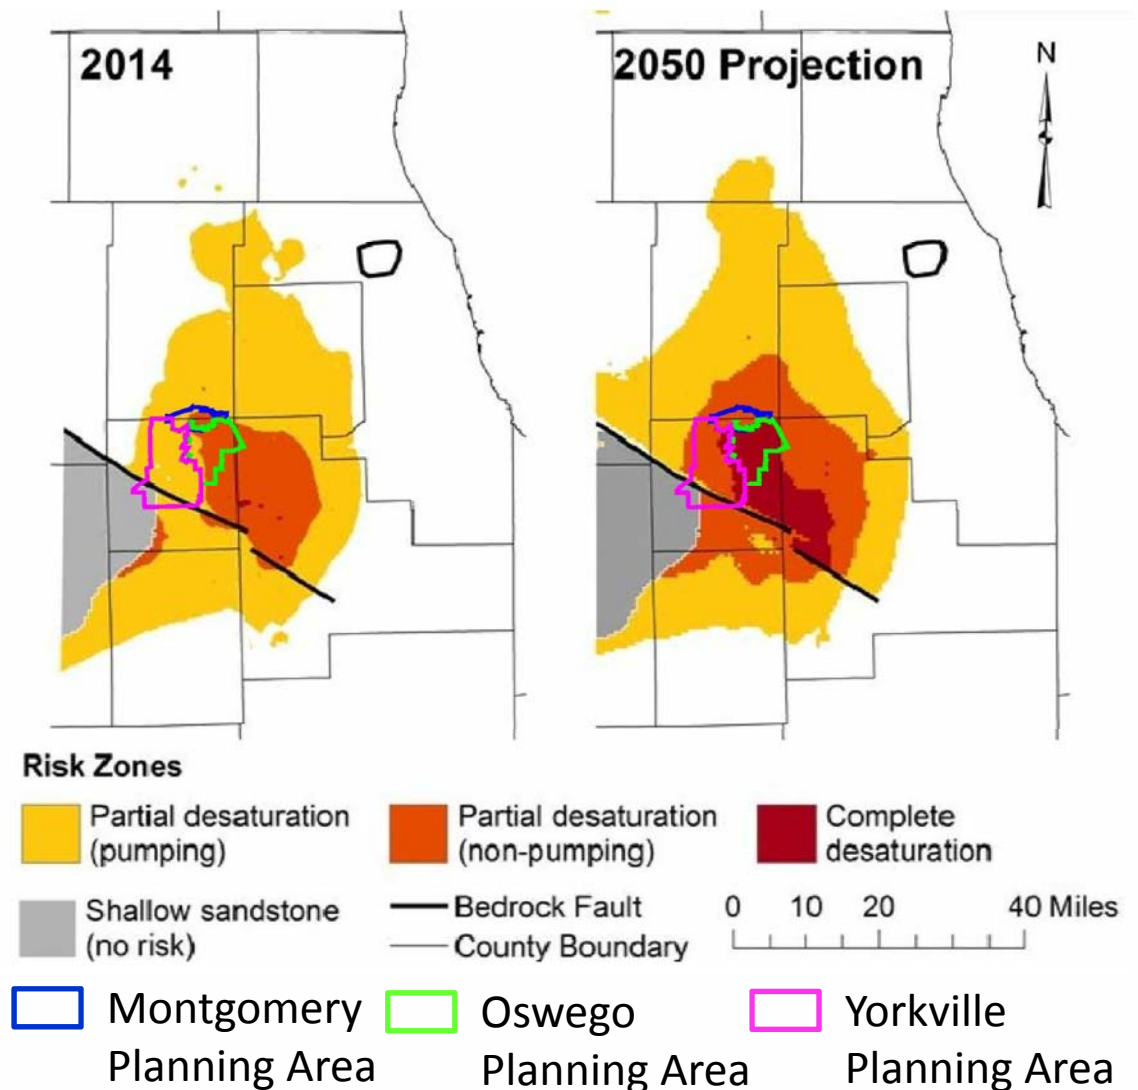 2014
2050 Projection
N
Risk Zones
Partial desaturation
(pumping)
Partial desaturation
(non-pumping)
Complete
desaturation
Shallow sandstone
(no risk)
Bedrock Fault
County Boundary
0 10 20 40 Miles
Montgomery
Planning Area
Oswego
Planning Area
Yorkville
Planning Area